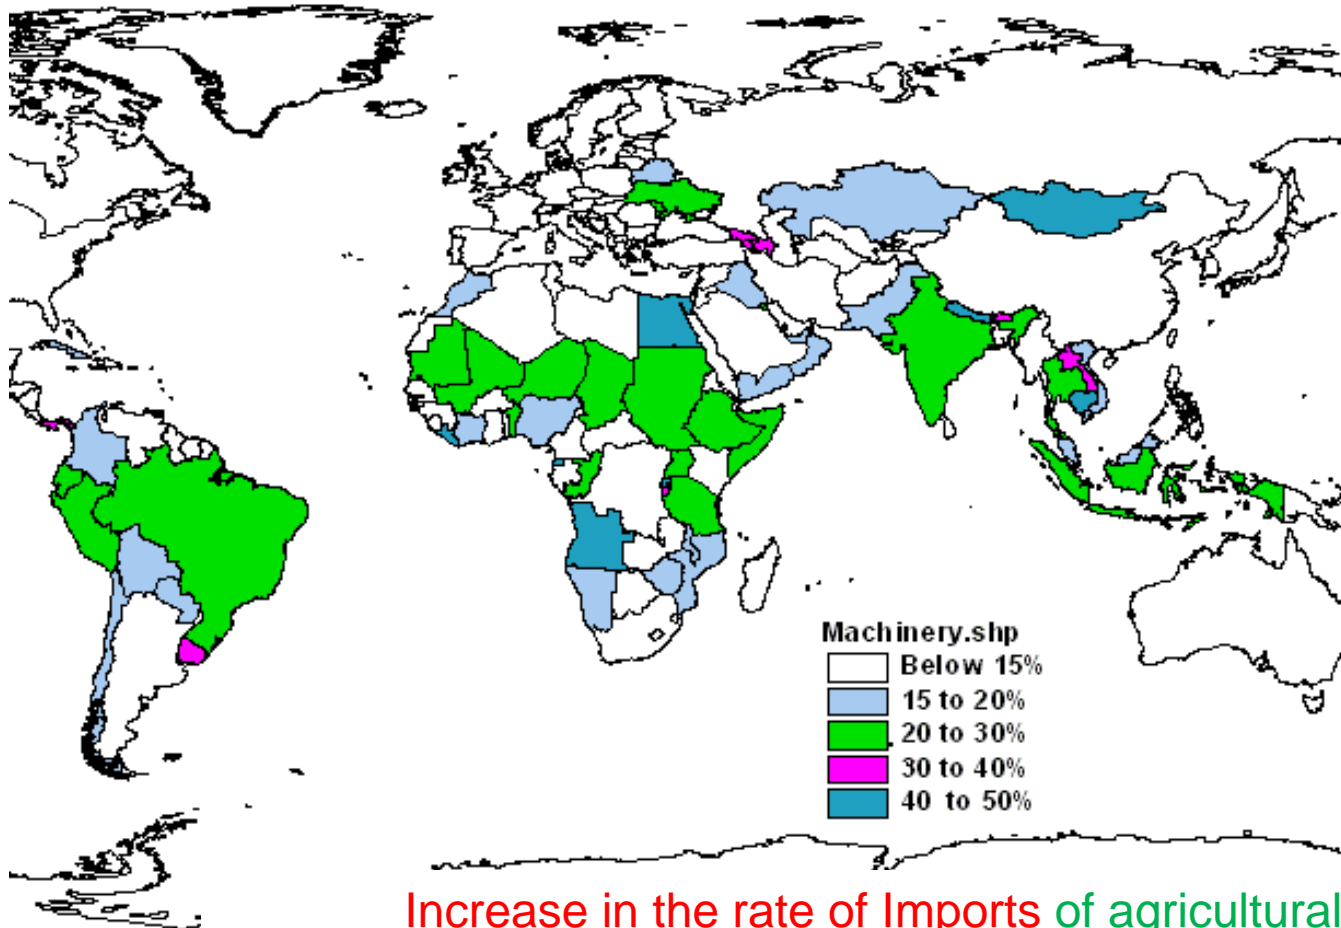 Machinery.shp
Below 15%
15 to 20%
20 to 30%
30 to 40%
40 to 50%
Increase in the rate of Imports of agricultural